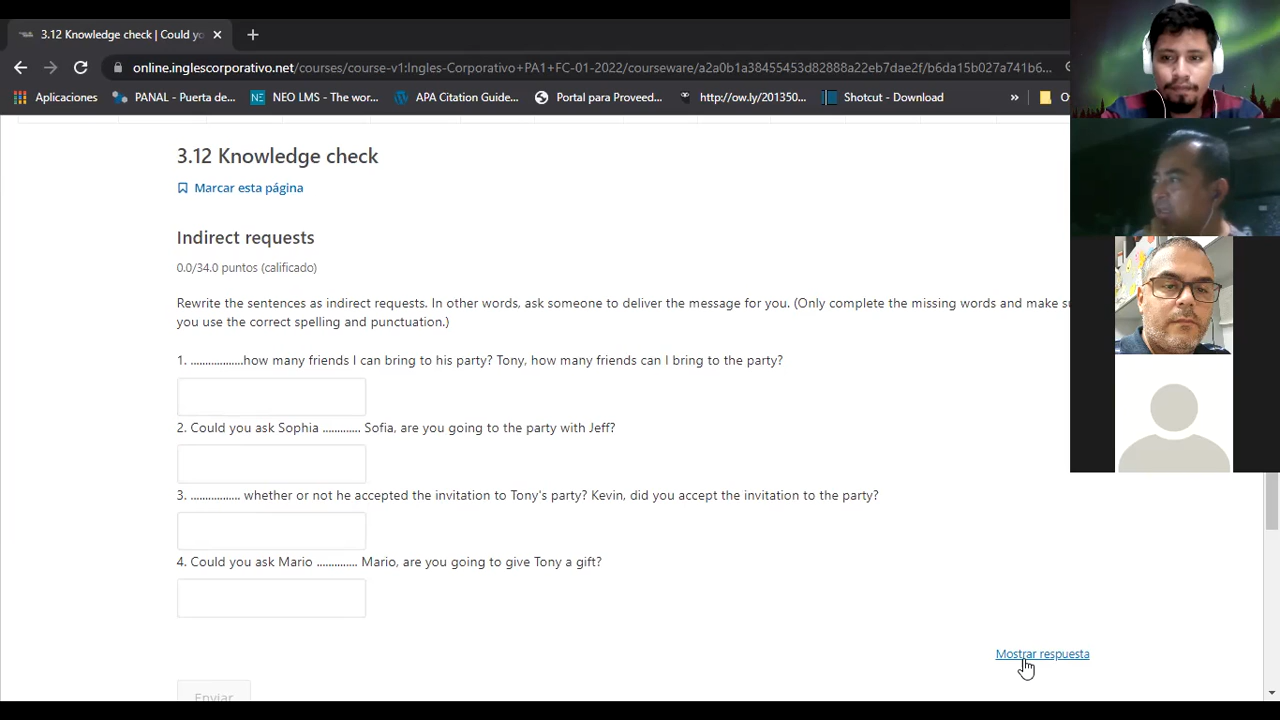 3.12 Knowledge check | Could yo
online.inglescorporativo.net/courses/course-v1:Ingles-Corp
+PA1+FC-01-2022/courseware/a2a0b1a38455453d82888a22eb7dae2f/b6da15b027a741b6...
Aplicaciones
PANAL - Puerta de...
NEO LMS - The wor...
APA Citation Guide...
Portal para Proveed...
http://ow.ly/201350...
Shotcut - Download
»
3.12 Knowledge check
Marcar esta página
Indirect requests
0.0/34.0 puntos (calificado)
Rewrite the sentences as indirect requests. In other words, ask someone to deliver the message for you. (Only complete the missing words and make su
you use the correct spelling and punctuation.)
1. ..................how many friends I can bring to his party? Tony, how many friends can I bring to the party?
2. Could you ask Sophia ............. Sofia, are you going to the party with Jeff?
3. ................. whether or not he accepted the invitation to Tony's party? Kevin, did you accept the invitation to the party?
4. Could you ask Mario .............. Mario, are you going to give Tony a gift?
Mostrar respuesta
Enviar